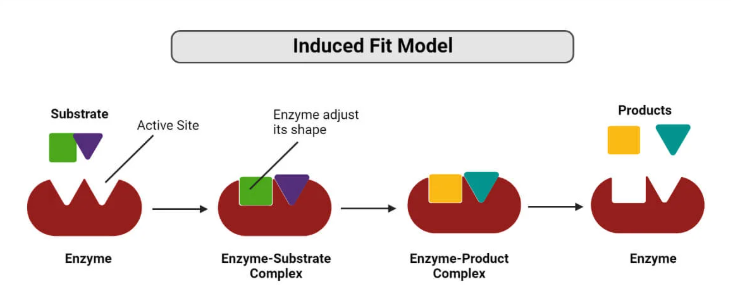 Induced Fit Model
Substrate
Active Site
Enzyme adjust
its shape
Products
Enzyme
Enzyme-Substrate
Complex
Enzyme-Product
Complex
Enzyme